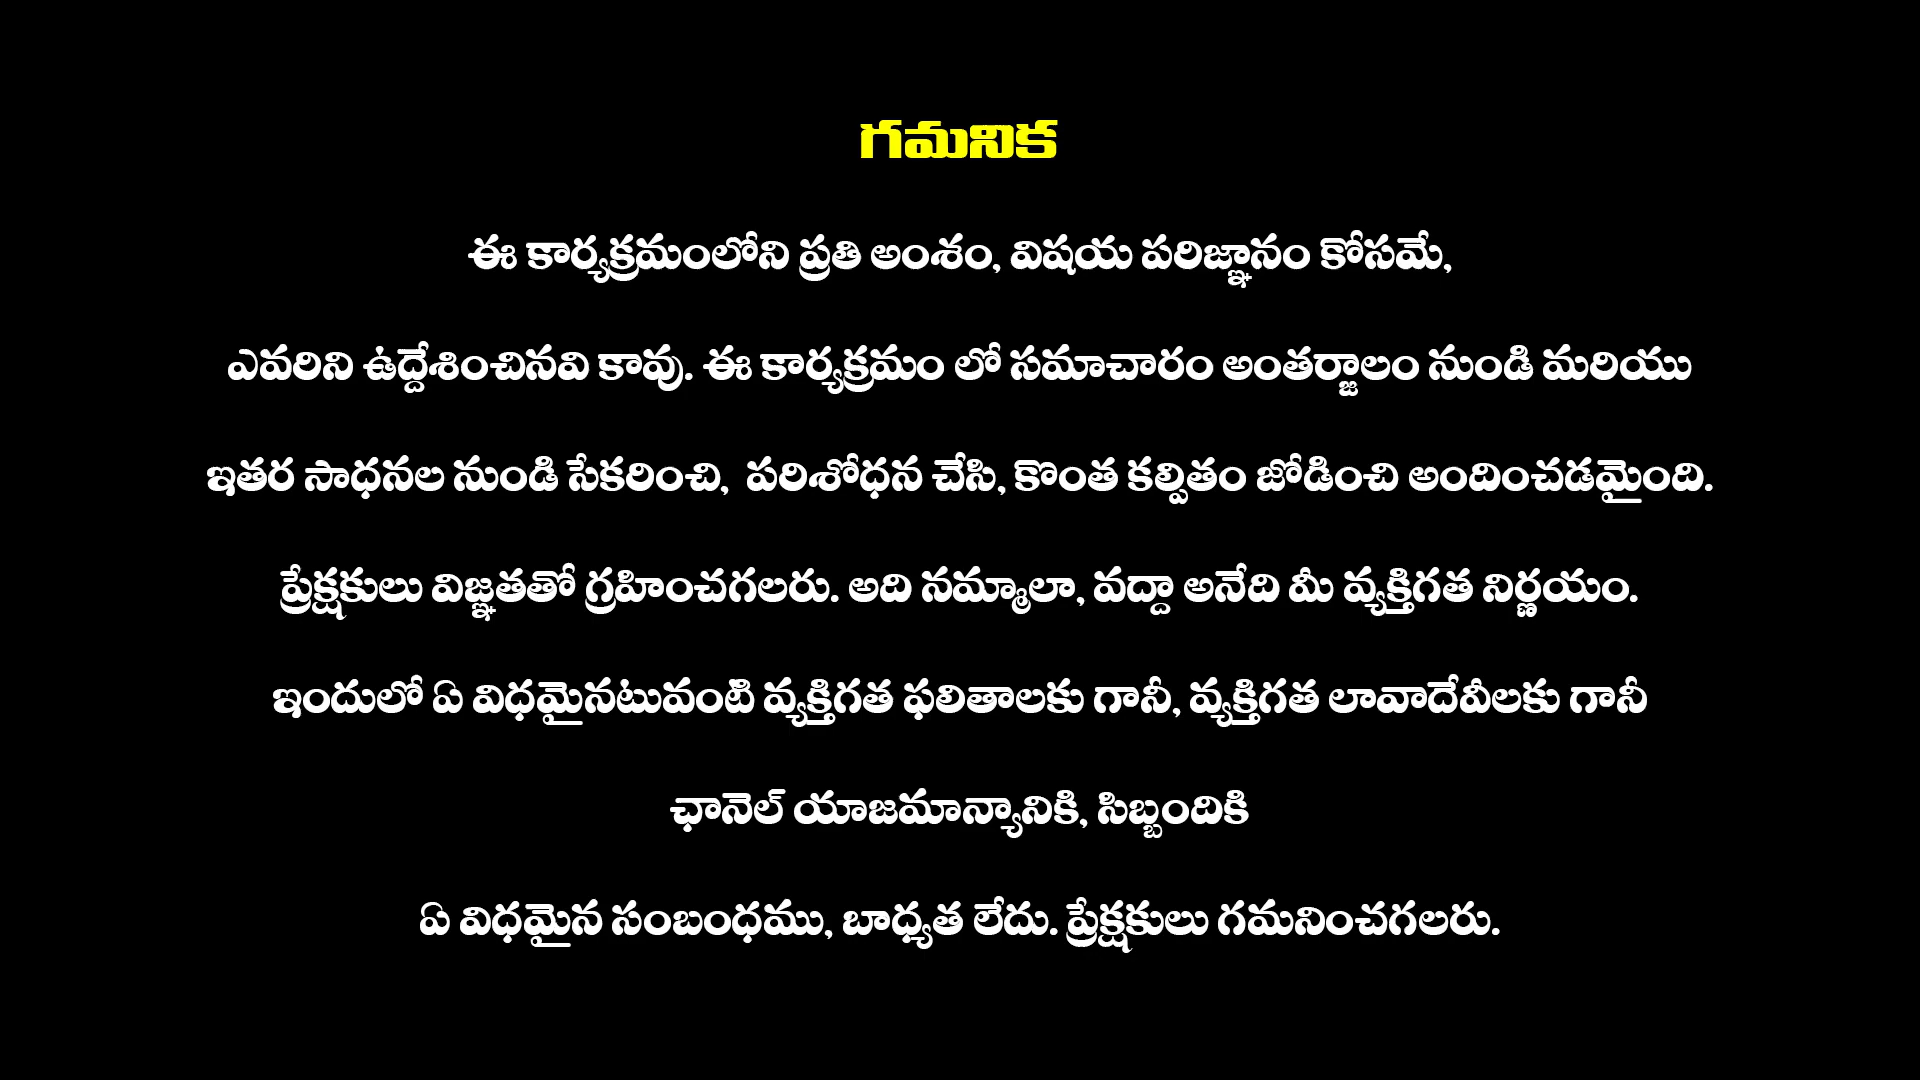 గమనిక
ఈ కార్యక్రమంలోని ప్రతి అంశం, విషయ పరిజ్ఞానం కోసమే,
ఎవరిని ఉద్దేశించినవి కావు. ఈ కార్యక్రమం లో సమాచారం అంతర్జాలం నుండి మరియు
ఇతర సాధనల నుండి సేకరించి, పరిశోధన చేసి, కొంత కల్పితం జోడించి అందించడమైంది.
ప్రేక్షకులు విజ్ఞతతో గ్రహించగలరు. అది నమ్మాలా, వద్దా అనేది మీ వ్యక్తిగత నిర్ణయం.
ఇందులో ఏ విధమైనటువంటి వ్యక్తిగత ఫలితాలకు గానీ, వ్యక్తిగత లావాదేవీలకు గానీ
ఛానెల్ యాజమాన్యానికి, సిబ్బందికి
ఏ విధమైన సంబంధము, బాధ్యత లేదు. ప్రేక్షకులు గమనించగలరు.